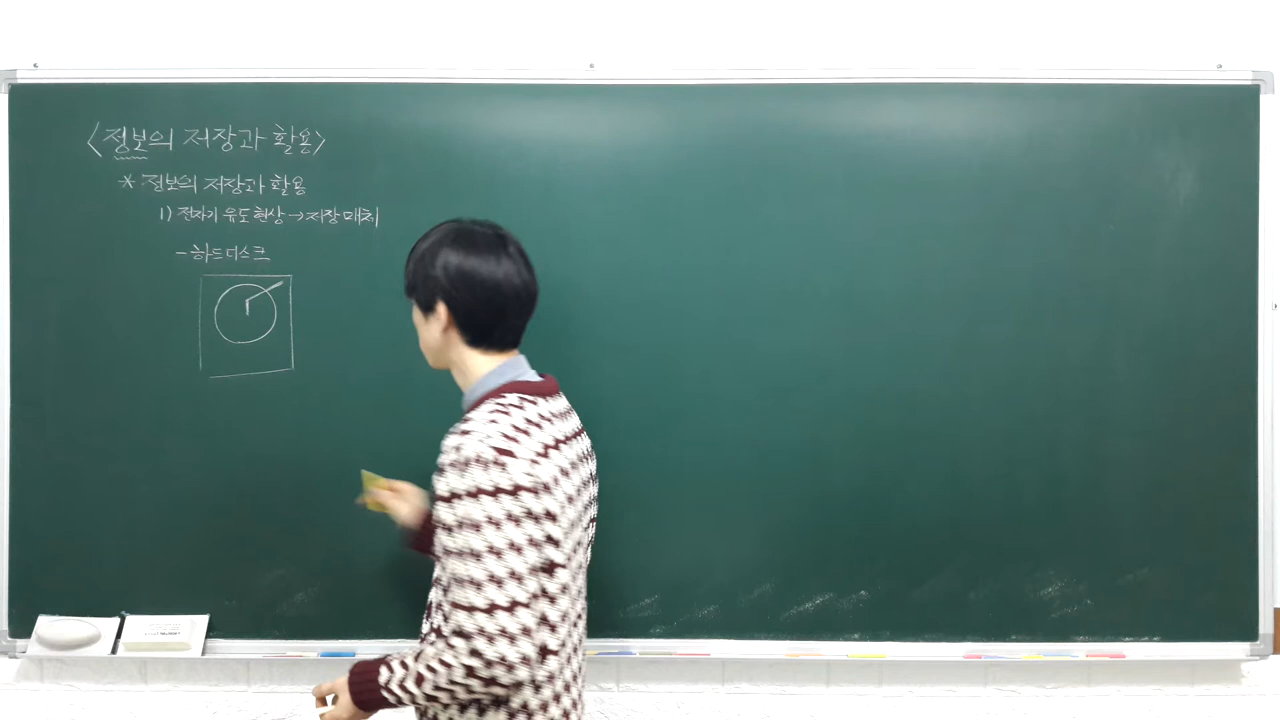 <정보의 저장과 활용>
* 정보의 저장과 활용
1) 전자기 유도 현상 → 저장 매체
- 하드디스크